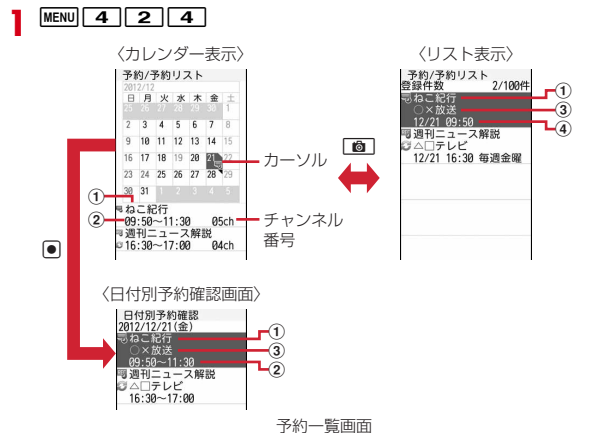 1 MENU 4 2 4
〈カレンダー表示〉
予約/予約リスト
2012/12
日 月 火 水 木 金 土
25 26 27 28 29 30 1
2 3 4 5 6 7 8
9 10 11 12 13 14 15
16 17 18 19 20 21 22
23 24 25 26 27 28 29
30 31 1 2 3 4 5
ねこ紀行
09:50～11:30 05ch
週刊ニュース解説
16:30～17:00 04ch
①
②
カーソル
チャンネル
番号
〈リスト表示〉
予約/予約リスト
登録件数 2/100件
ねこ紀行
○×放送
12/21 09:50
週刊ニュース解説
△□テレビ
12/21 16:30 毎週金曜
①
③
④
〈日付別予約確認画面〉
日付別予約確認
2012/12/21(金)
ねこ紀行
○×放送
09:50～11:30
週刊ニュース解説
△□テレビ
16:30～17:00
①
③
②
予約一覧画面